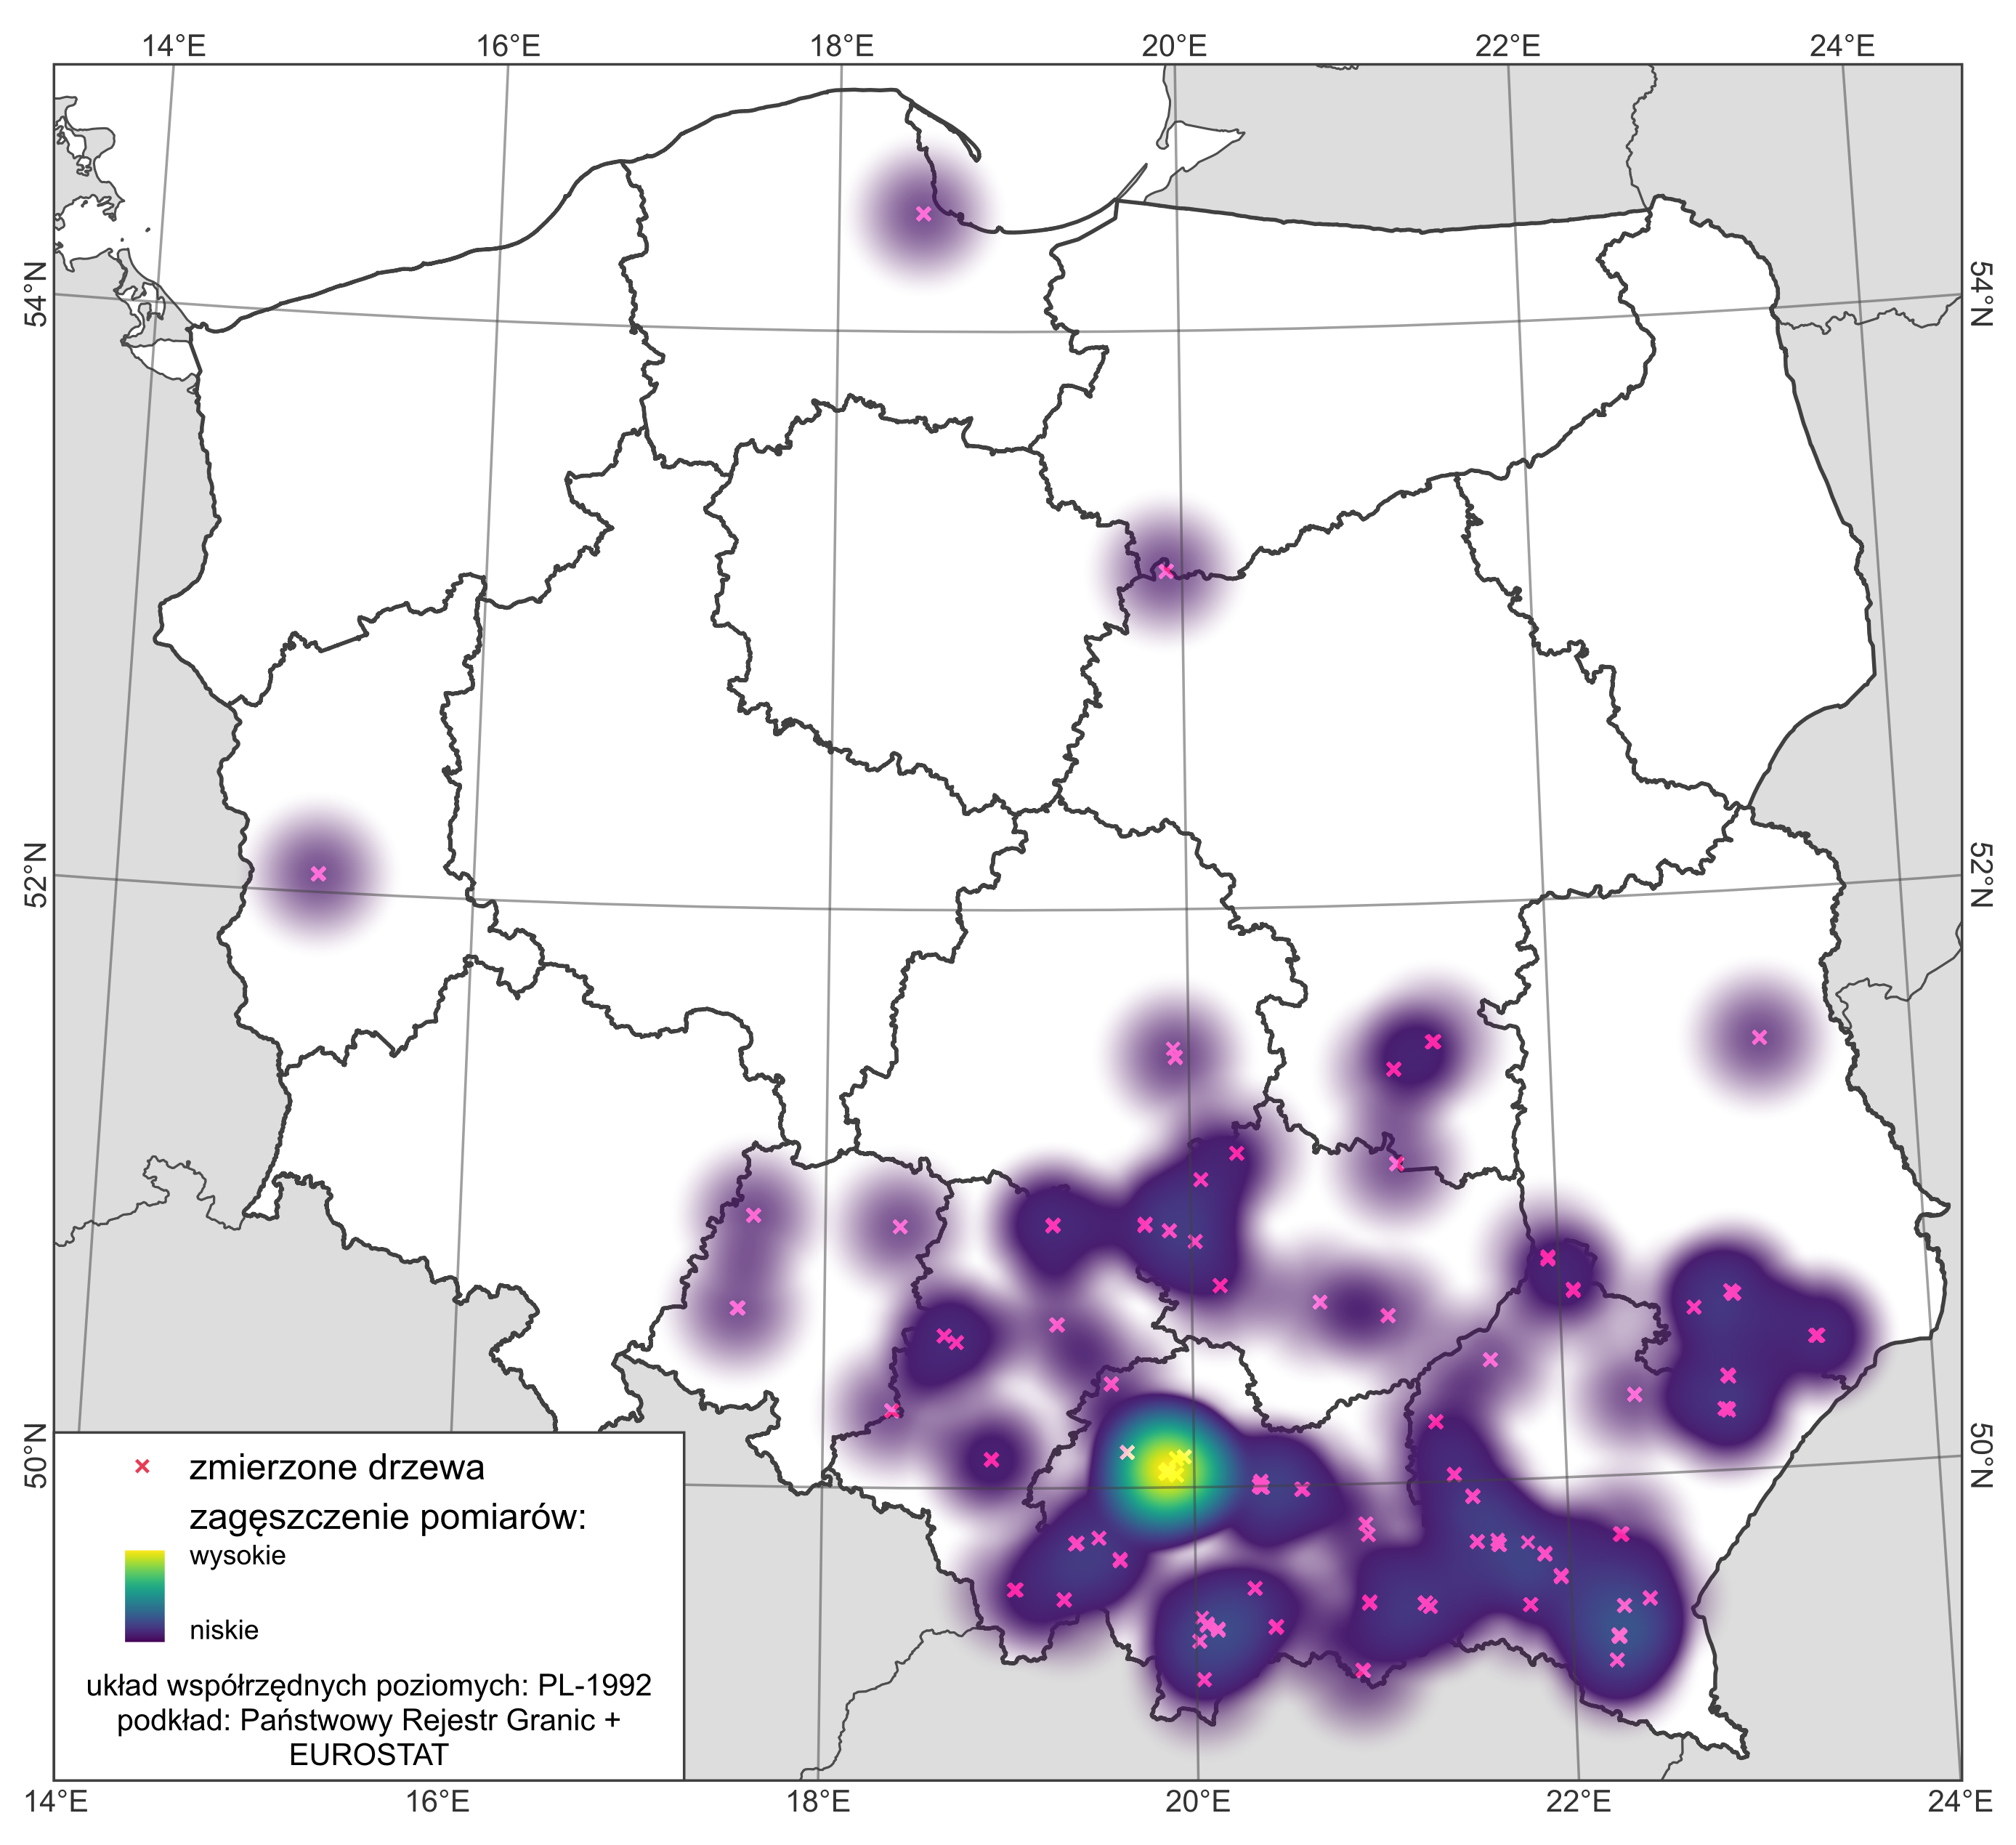 14°E 16°E 18°E 20°E 22°E 24°E
54°N 54°N
52°N 52°N
50°N 50°N
zmierzone drzewa
zagęszczenie pomiarów:
wysokie
niskie
układ współrzędnych poziomych: PL-1992
podkład: Państwowy Rejestr Granic +
EUROSTAT
14°E 16°E 18°E 20°E 22°E 24°E